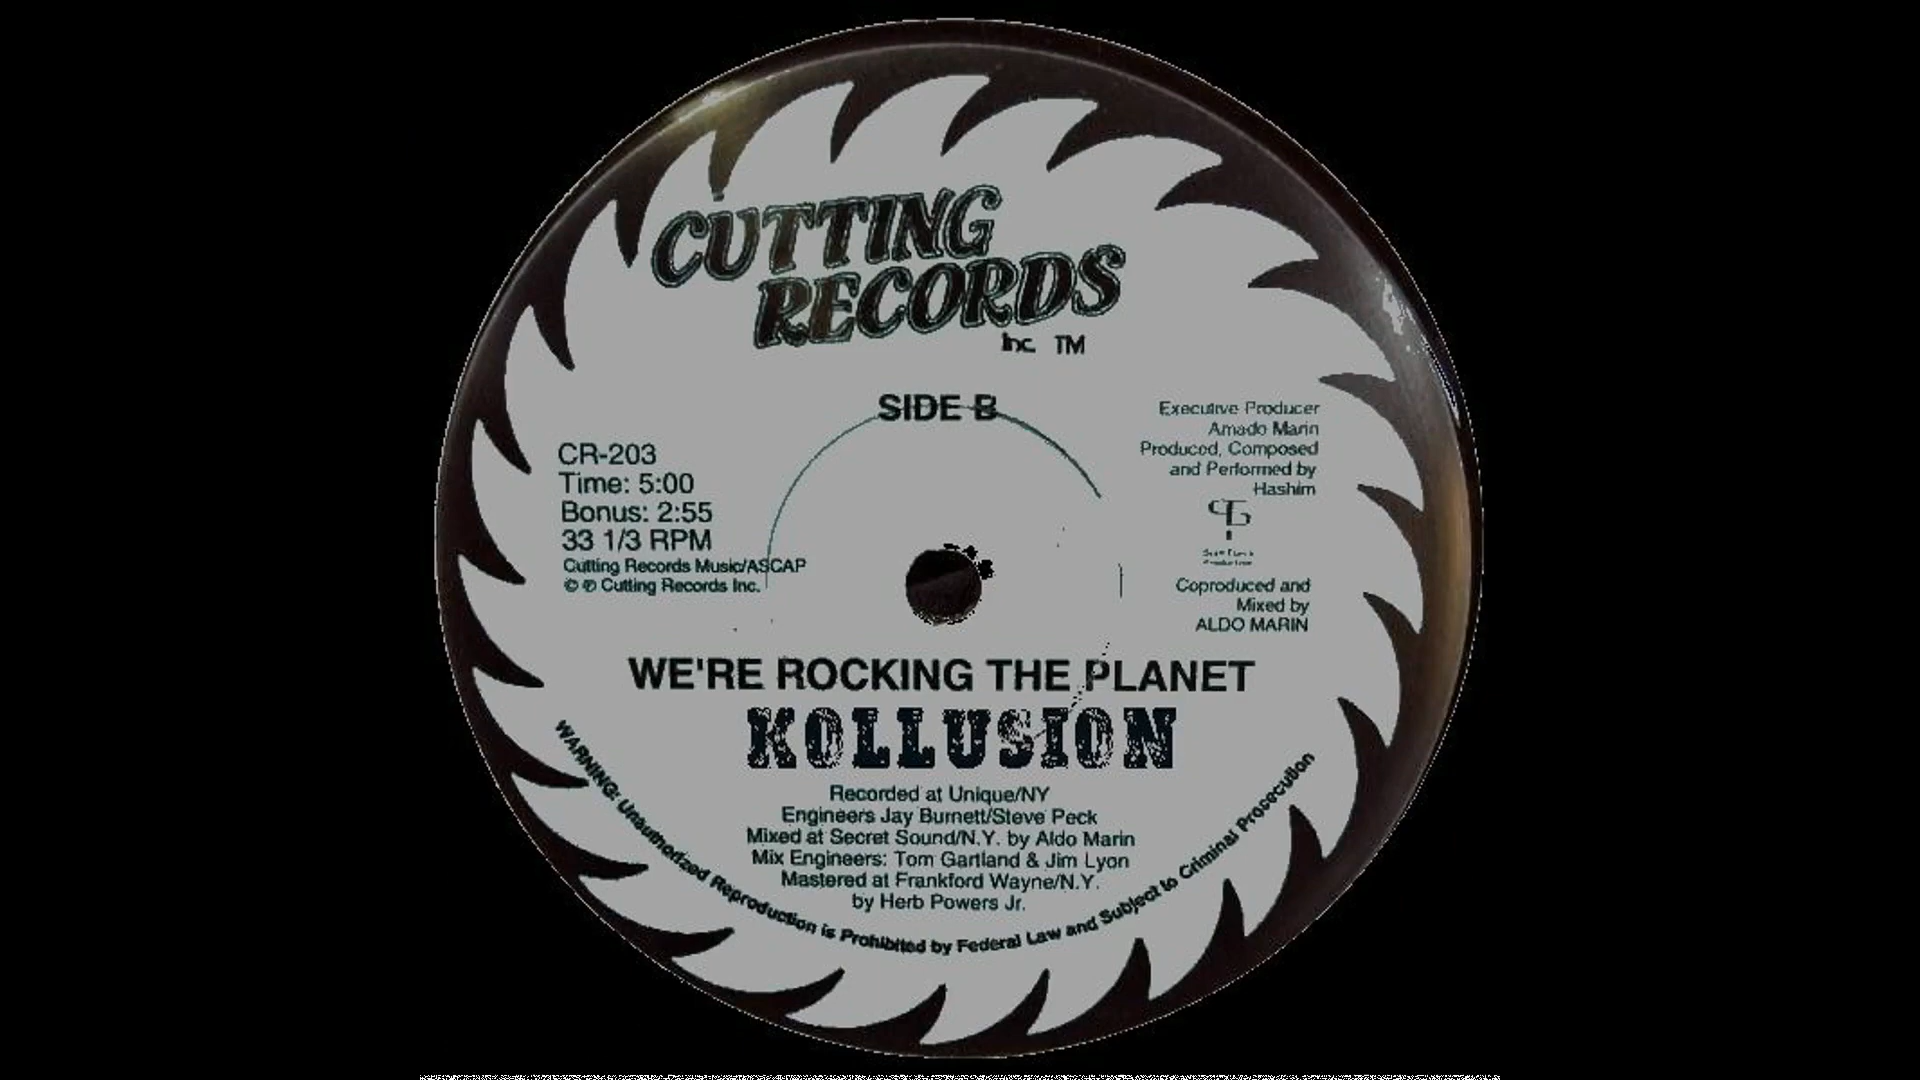 CUTTING
RECORDS
Inc. TM
SIDE B
CR-203
Time: 5:00
Bonus: 2:55
33 1/3 RPM
Cutting Records Music/ASCAP
© ℗ Cutting Records Inc.
Executive Producer
Amado Marin
Produced, Composed
and Performed by
Hashim
Coproduced and
Mixed by
ALDO MARIN
WE'RE ROCKING THE PLANET
KOLLUSION
Recorded at Unique/NY
Engineers Jay Burnett/Steve Peck
Mixed at Secret Sound/N.Y. by Aldo Marin
Mix Engineers: Tom Gartland & Jim Lyon
Mastered at Frankford Wayne/N.Y.
by Herb Powers Jr.
WARNING: Unauthorized Reproduction is Prohibited by Federal Law and Subject to Criminal Prosecution